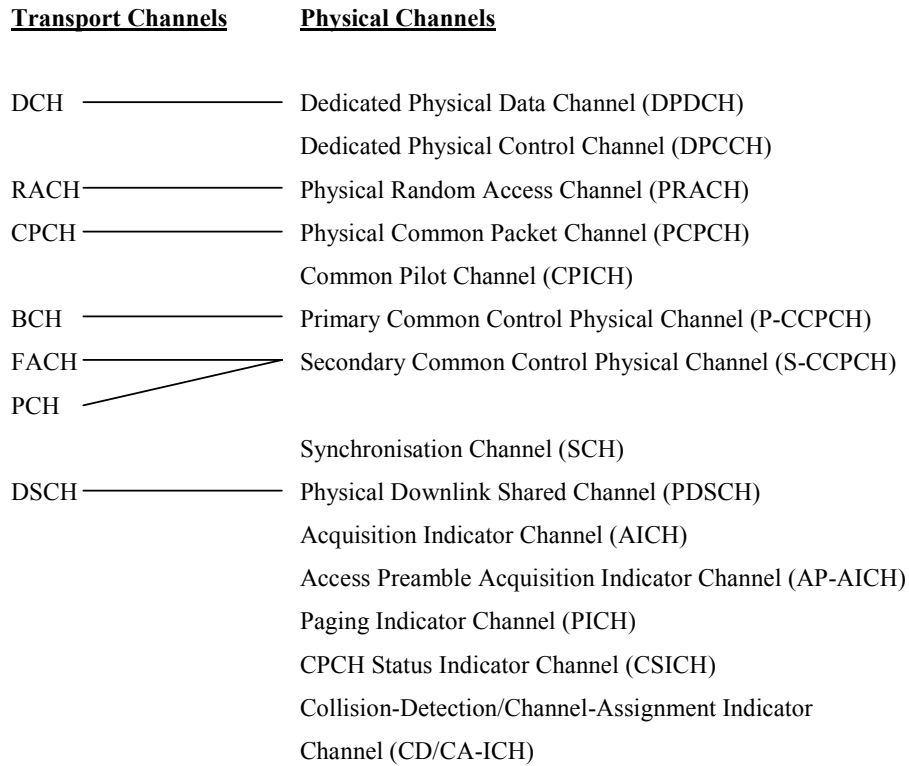 Transport Channels Physical Channels
DCH Dedicated Physical Data Channel (DPDCH)
Dedicated Physical Control Channel (DPCCH)
RACH Physical Random Access Channel (PRACH)
CPCH Physical Common Packet Channel (PCPCH)
Common Pilot Channel (CPICH)
BCH Primary Common Control Physical Channel (P-CCPCH)
FACH Secondary Common Control Physical Channel (S-CCPCH)
PCH
Synchronisation Channel (SCH)
DSCH Physical Downlink Shared Channel (PDSCH)
Acquisition Indicator Channel (AICH)
Access Preamble Acquisition Indicator Channel (AP-AICH)
Paging Indicator Channel (PICH)
CPCH Status Indicator Channel (CSICH)
Collision-Detection/Channel-Assignment Indicator
Channel (CD/CA-ICH)